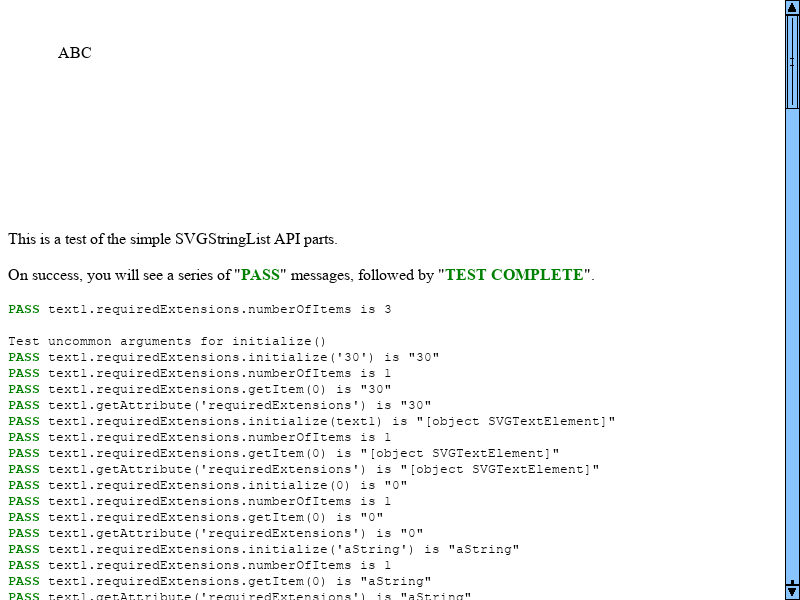 ABC
This is a test of the simple SVGStringList API parts.
On success, you will see a series of "PASS" messages, followed by "TEST COMPLETE".
PASS text1.requiredExtensions.numberOfItems is 3
Test uncommon arguments for initialize()
PASS text1.requiredExtensions.initialize('30') is "30"
PASS text1.requiredExtensions.numberOfItems is 1
PASS text1.requiredExtensions.getItem(0) is "30"
PASS text1.getAttribute('requiredExtensions') is "30"
PASS text1.requiredExtensions.initialize(text1) is "[object SVGTextElement]"
PASS text1.requiredExtensions.numberOfItems is 1
PASS text1.requiredExtensions.getItem(0) is "[object SVGTextElement]"
PASS text1.getAttribute('requiredExtensions') is "[object SVGTextElement]"
PASS text1.requiredExtensions.initialize(0) is "0"
PASS text1.requiredExtensions.numberOfItems is 1
PASS text1.requiredExtensions.getItem(0) is "0"
PASS text1.getAttribute('requiredExtensions') is "0"
PASS text1.requiredExtensions.initialize('aString') is "aString"
PASS text1.requiredExtensions.numberOfItems is 1
PASS text1.requiredExtensions.getItem(0) is "aString"
PASS text1.getAttribute('requiredExtensions') is "aString"